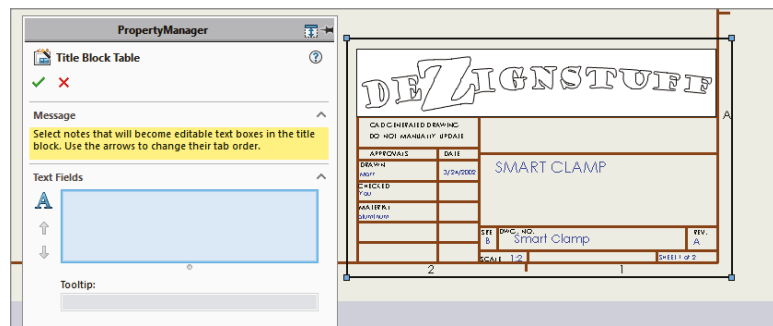 PropertyManager
Title Block Table
Message
Select notes that will become editable text boxes in the title
block. Use the arrows to change their tab order.
Text Fields
A
Tooltip:
DEZIGNSTUFF
CAD GENERATED DRAWING
DO NOT MANUALLY UPDATE
APPROVALS DATE
DRAWN
Matt 3/24/2002
CHECKED
You
MATERIAL
aluminum
SMART CLAMP
A
SIZE DWG. NO. REV.
B Smart Clamp A
SCALE 1:2 SHEET 1 of 2
2 1